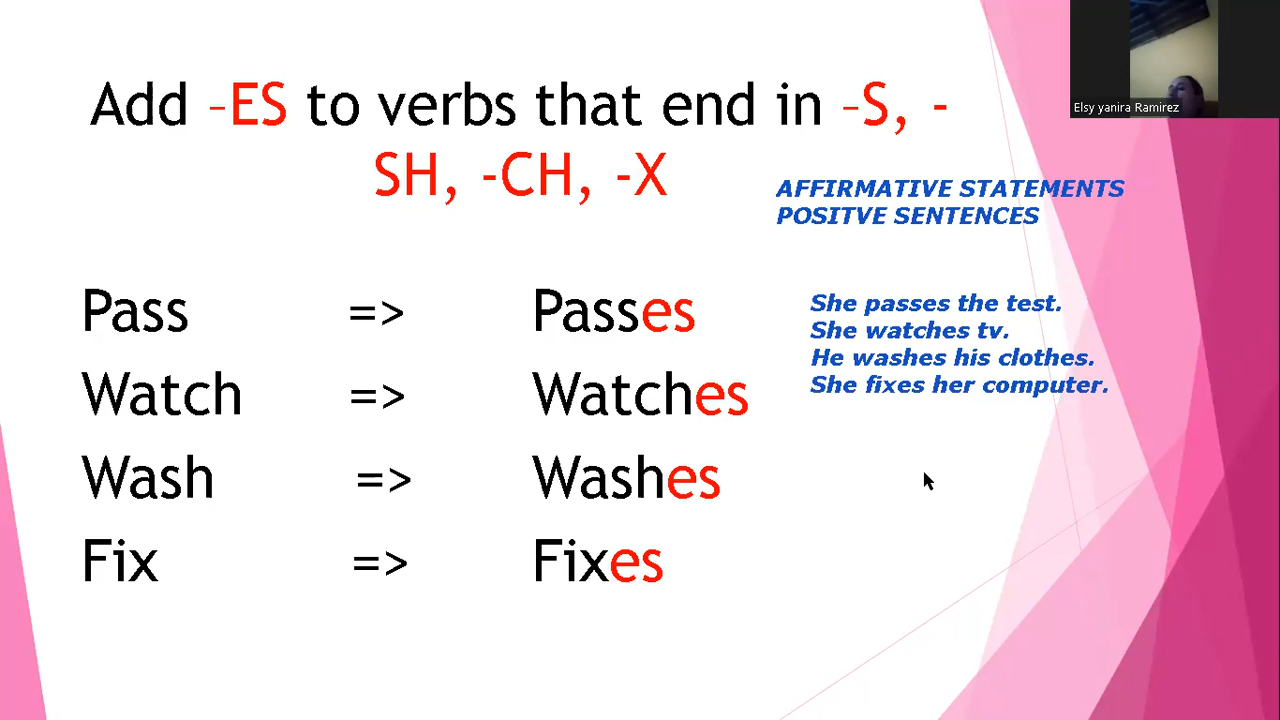 Add –ES to verbs that end in –S, -
SH, -CH, -X
AFFIRMATIVE STATEMENTS
POSITVE SENTENCES
Pass => Passes
Watch => Watches
Wash => Washes
Fix => Fixes
She passes the test.
She watches tv.
He washes his clothes.
She fixes her computer.
Elsy yanira Ramirez